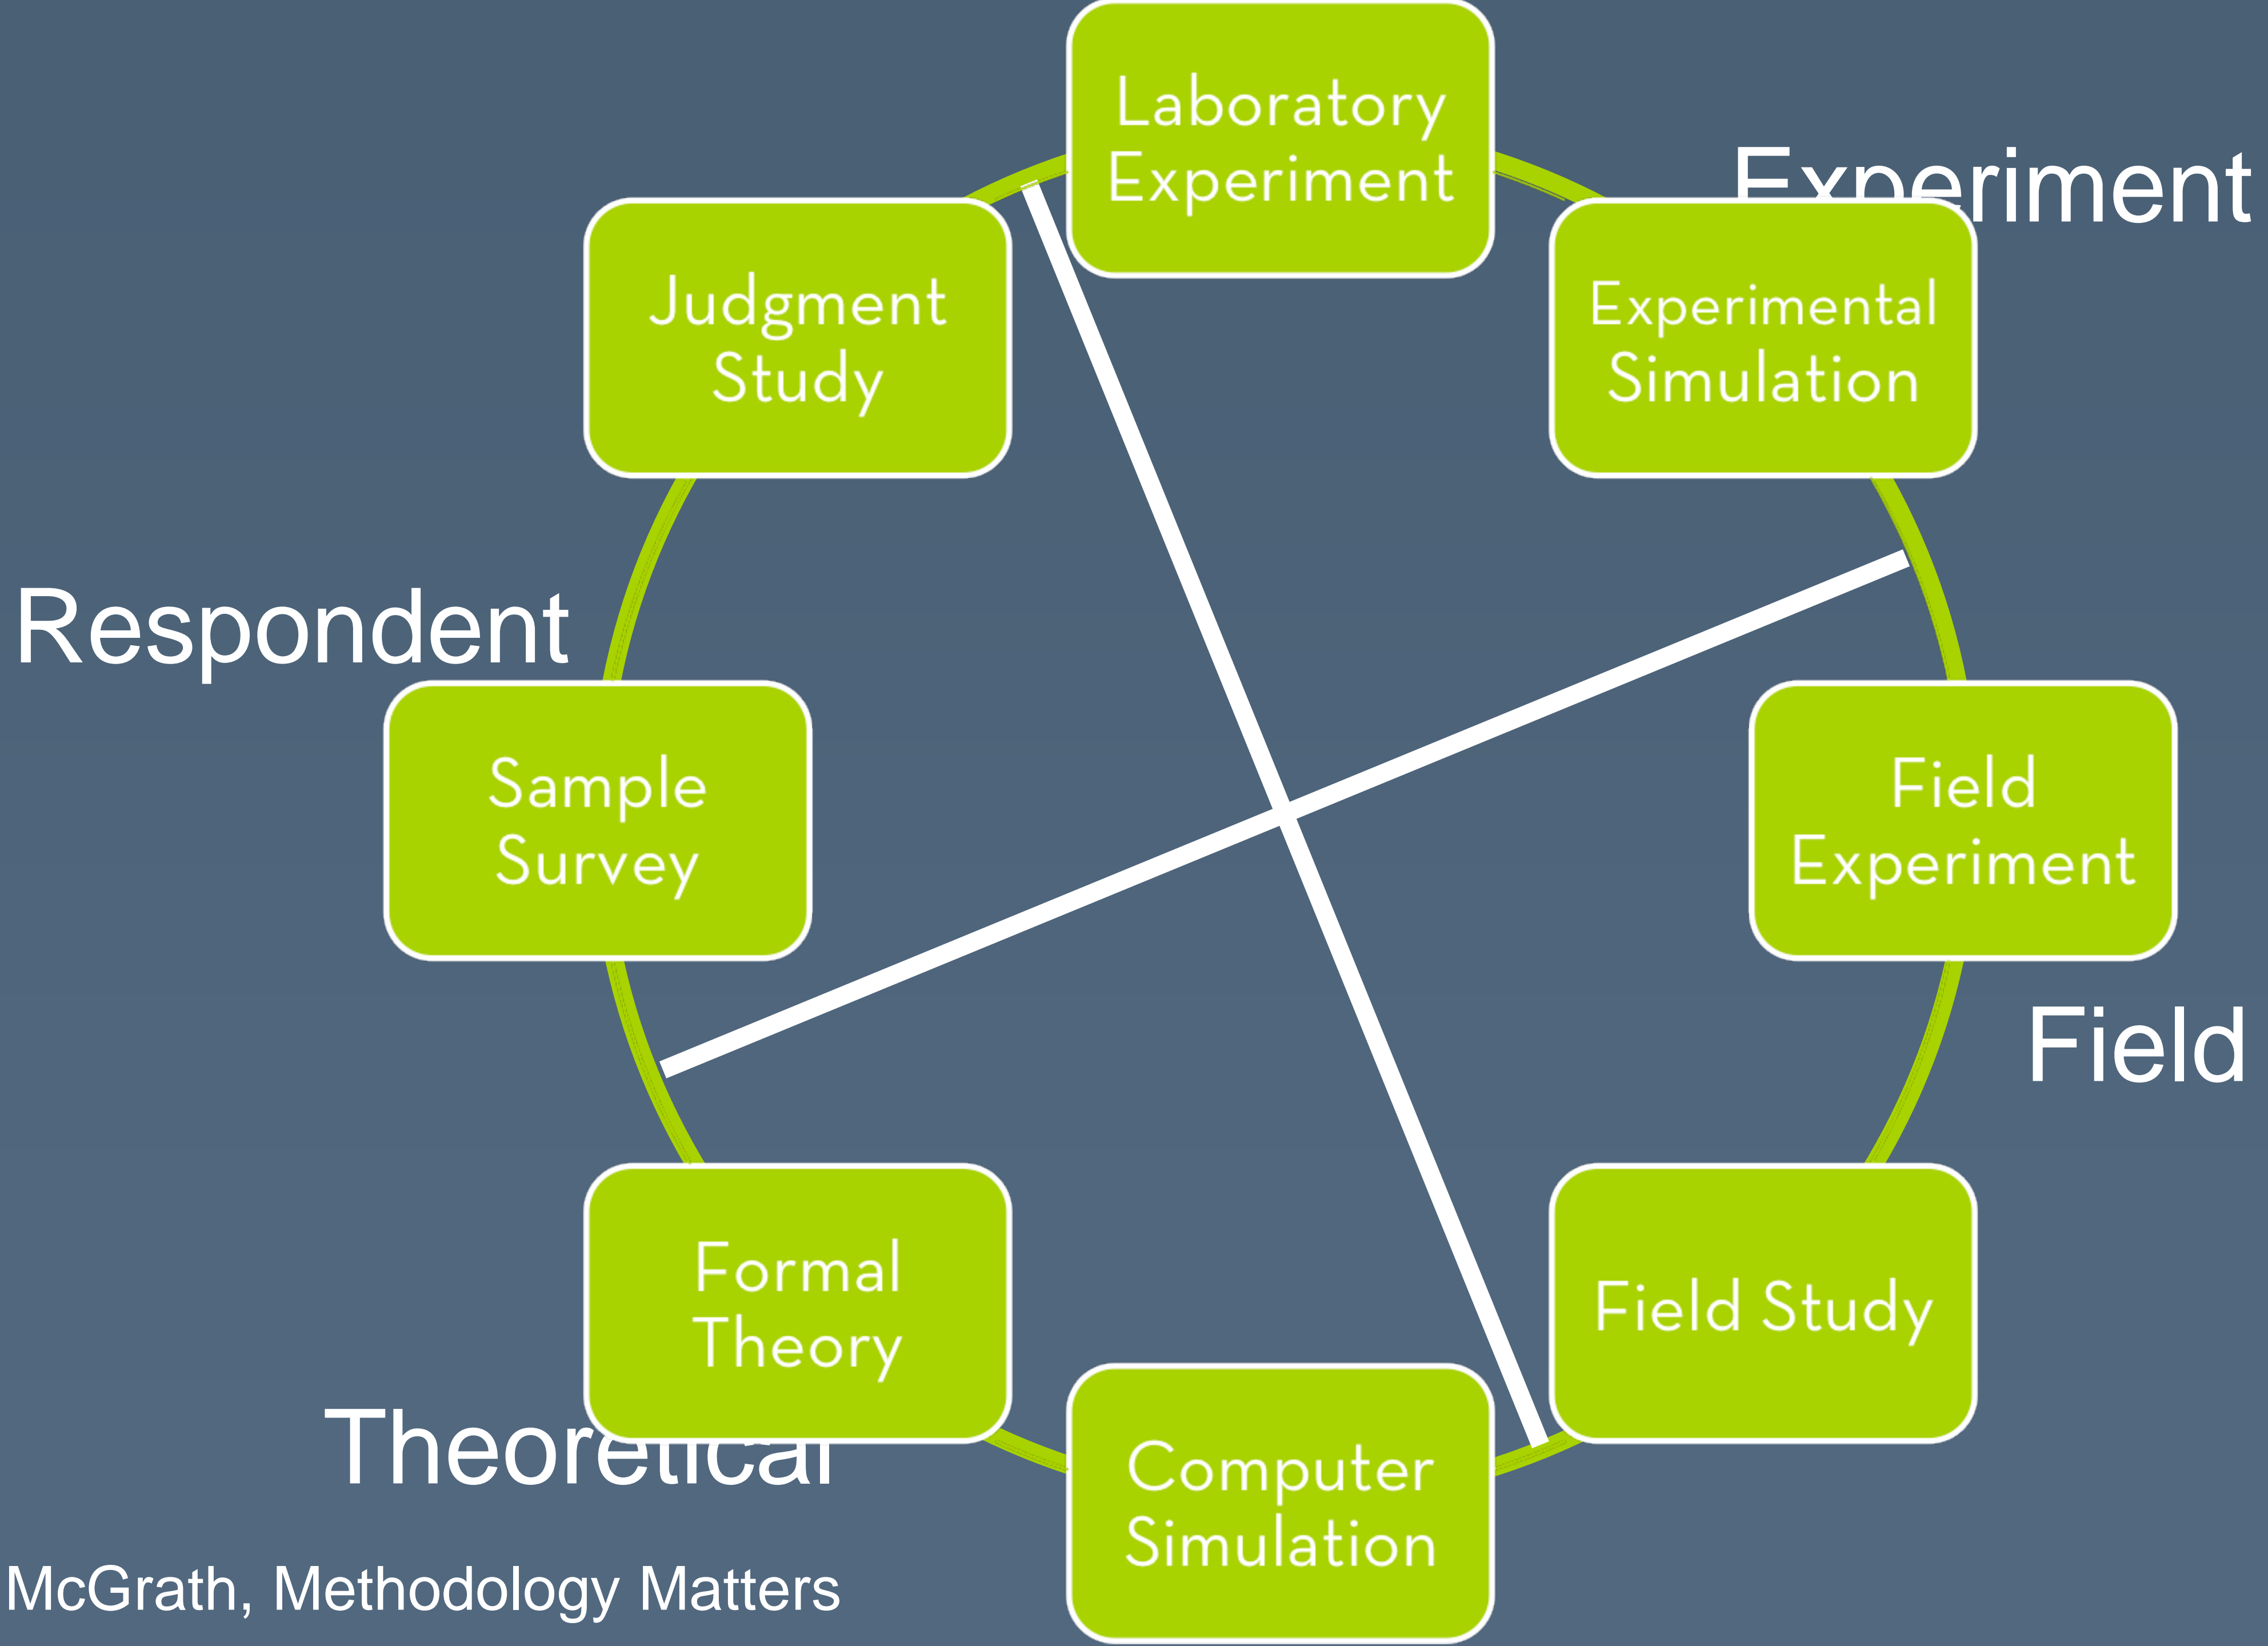 Laboratory
Experiment
Experiment
Judgment
Study
Experimental
Simulation
Respondent
Sample
Survey
Field
Experiment
Field
Formal
Theory
Field Study
Theoretical
Computer
Simulation
McGrath, Methodology Matters